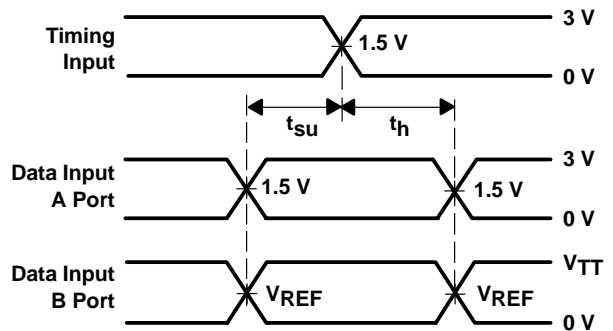 Timing
Input
3 V
1.5 V
0 V
tsu
th
Data Input
A Port
3 V
1.5 V
1.5 V
0 V
Data Input
B Port
VTT
VREF
VREF
0 V